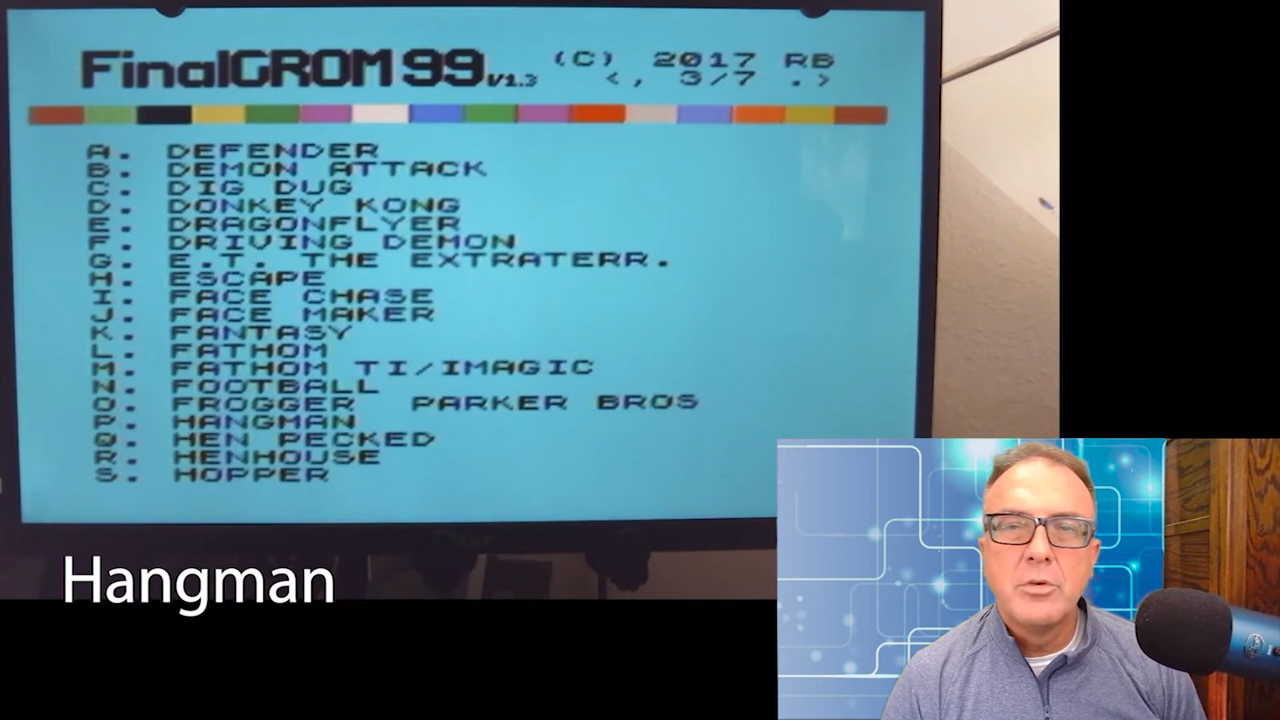 FinalGROM 99 V1.3 (C) 2017 RB
<, 3/7 .>
A. DEFENDER
B. DEMON ATTACK
C. DIG DUG
D. DONKEY KONG
E. DRAGONFLYER
F. DRIVING DEMON
G. E.T. THE EXTRATERR.
H. ESCAPE
I. FACE CHASE
J. FACE MAKER
K. FANTASY
L. FATHOM
M. FATHOM TI/IMAGIC
N. FOOTBALL
O. FROGGER PARKER BROS
P. HANGMAN
Q. HEN PECKED
R. HENHOUSE
S. HOPPER
Hangman